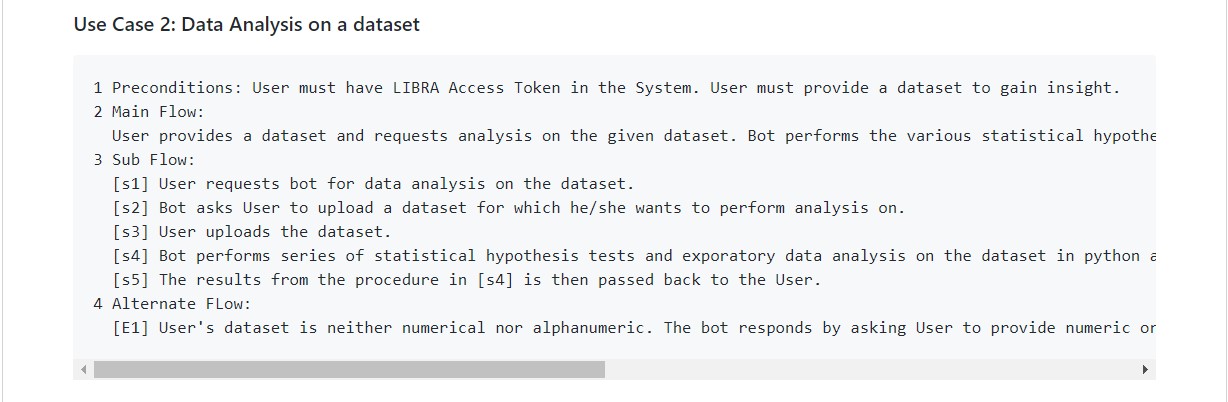 Use Case 2: Data Analysis on a dataset
1 Preconditions: User must have LIBRA Access Token in the System. User must provide a dataset to gain insight.
2 Main Flow:
User provides a dataset and requests analysis on the given dataset. Bot performs the various statistical hypothe
3 Sub Flow:
[s1] User requests bot for data analysis on the dataset.
[s2] Bot asks User to upload a dataset for which he/she wants to perform analysis on.
[s3] User uploads the dataset.
[s4] Bot performs series of statistical hypothesis tests and exporatory data analysis on the dataset in python a
[s5] The results from the procedure in [s4] is then passed back to the User.
4 Alternate FLow:
[E1] User's dataset is neither numerical nor alphanumeric. The bot responds by asking User to provide numeric or